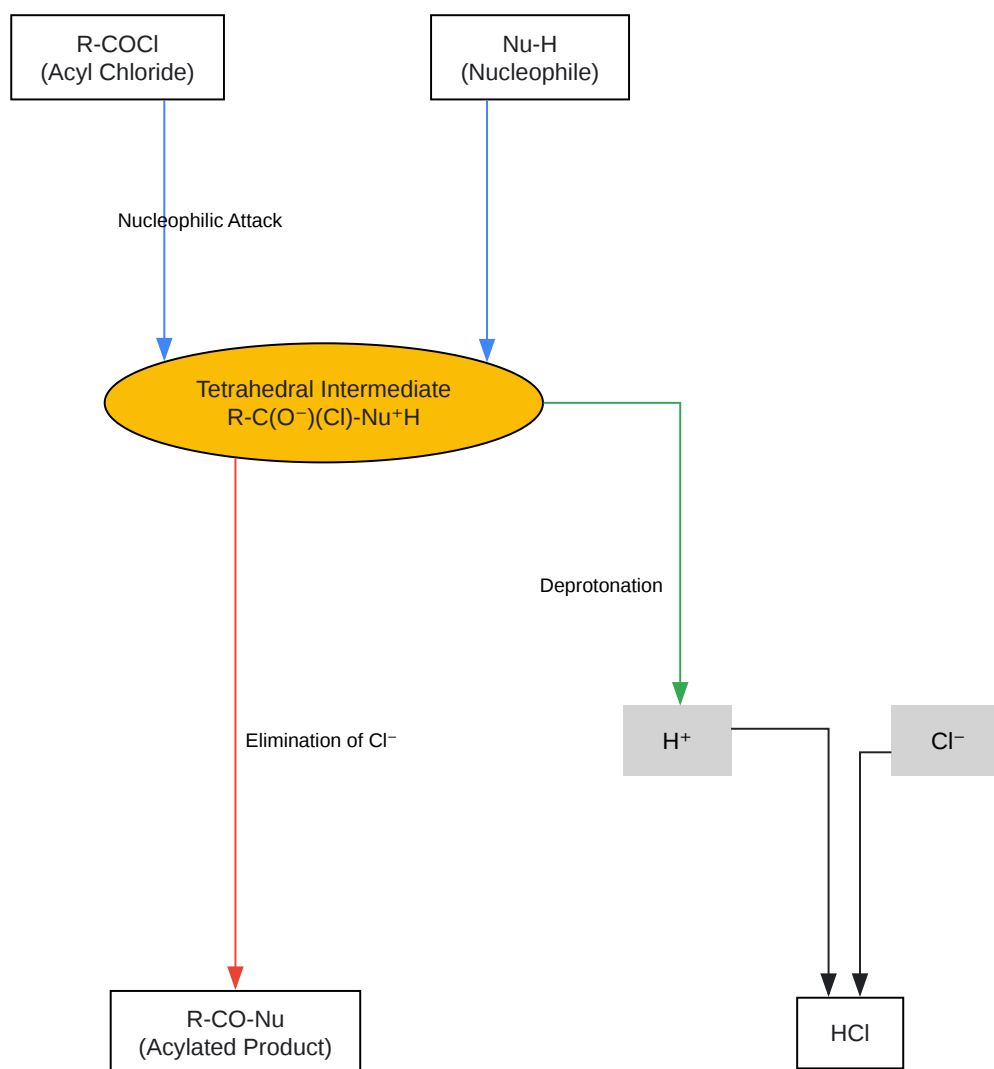 R-COCl
(Acyl Chloride)
Nu-H
(Nucleophile)
Nucleophilic Attack
Tetrahedral Intermediate
R-C(O⁻)(Cl)-Nu⁺H
Deprotonation
Elimination of Cl⁻
H⁺
Cl⁻
R-CO-Nu
(Acylated Product)
HCl